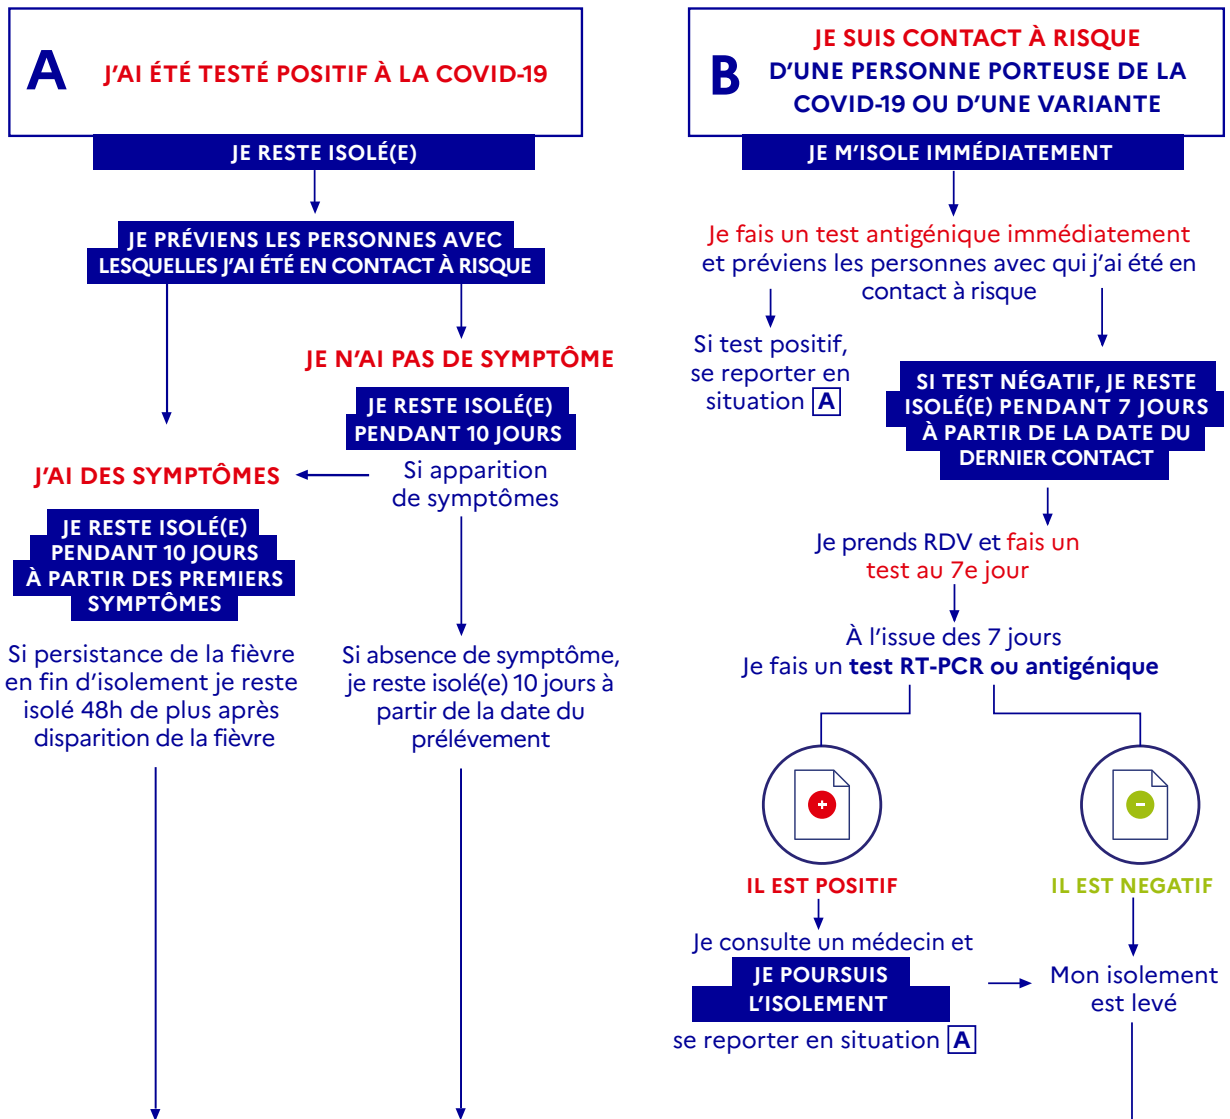 A
J'AI ÉTÉ TESTÉ POSITIF À LA COVID-19
JE RESTE ISOLÉ(E)
JE PRÉVIENS LES PERSONNES AVEC
LESQUELLES J'AI ÉTÉ EN CONTACT À RISQUE
JE N'AI PAS DE SYMPTÔME
JE RESTE ISOLÉ(E)
PENDANT 10 JOURS
Si apparition
de symptômes
J'AI DES SYMPTÔMES
JE RESTE ISOLÉ(E)
PENDANT 10 JOURS
À PARTIR DES PREMIERS
SYMPTÔMES
Si persistance de la fièvre
en fin d'isolement je reste
isolé 48h de plus après
disparition de la fièvre
Si absence de symptôme,
je reste isolé(e) 10 jours à
partir de la date du
prélévement
B
JE SUIS CONTACT À RISQUE
D'UNE PERSONNE PORTEUSE DE LA
COVID-19 OU D'UNE VARIANTE
JE M'ISOLE IMMÉDIATEMENT
Je fais un test antigénique immédiatement
et préviens les personnes avec qui j'ai été en
contact à risque
Si test positif,
se reporter en
situation A
SI TEST NÉGATIF, JE RESTE
ISOLÉ(E) PENDANT 7 JOURS
À PARTIR DE LA DATE DU
DERNIER CONTACT
Je prends RDV et fais un
test au 7e jour
À l'issue des 7 jours
Je fais un test RT-PCR ou antigénique
+
IL EST POSITIF
Je consulte un médecin et
JE POURSUIS
L'ISOLEMENT
se reporter en situation A
-
IL EST NEGATIF
Mon isolement
est levé